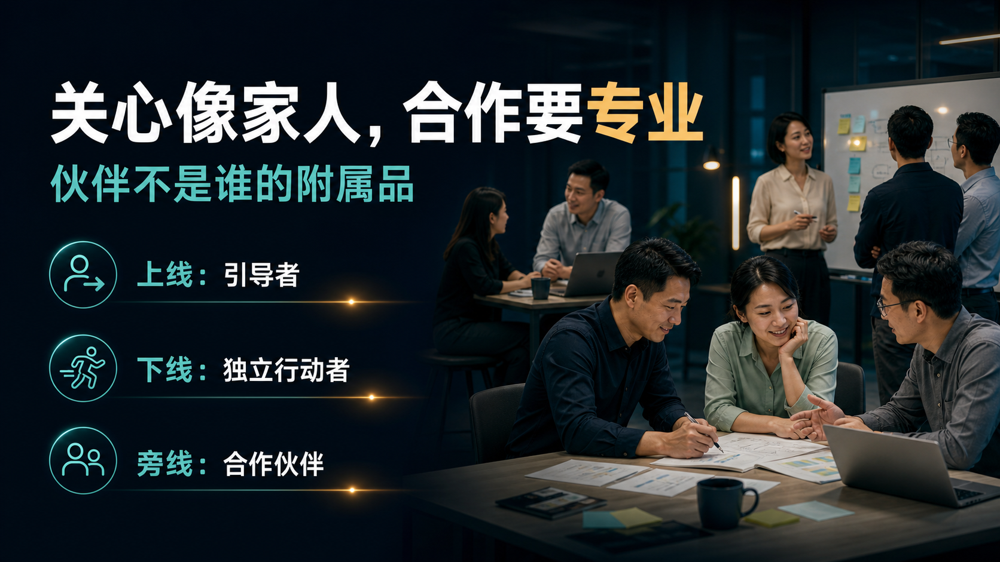 关心像家人，合作要专业
伙伴不是谁的附属品
上线：引导者
下线：独立行动者
旁线：合作伙伴